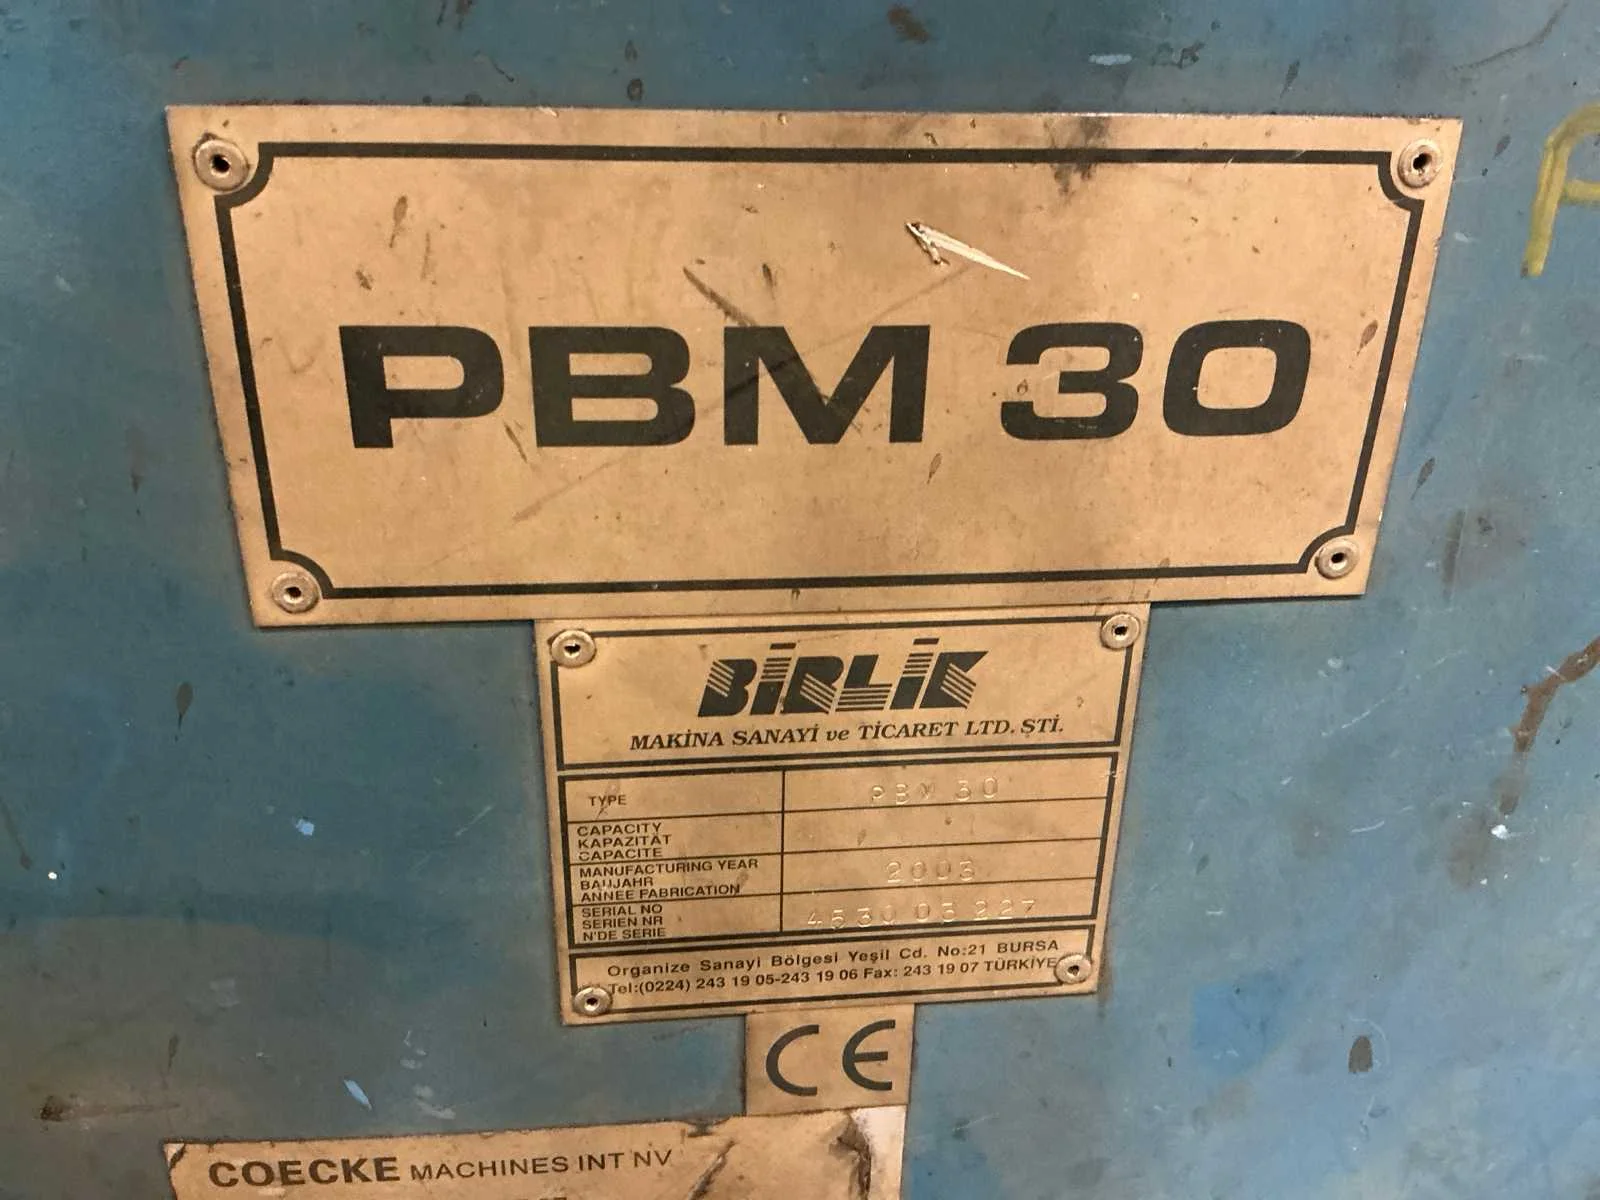 PBM 30
BİRLİK
MAKİNA SANAYİ ve TİCARET LTD. ŞTİ.
TYPE PBM 30
CAPACITY
KAPAZITÄT
CAPACITE
MANUFACTURING YEAR
BAUJAHR 2003
ANNEE FABRICATION
SERIAL NO
SERIEN NR 4530 03 227
N'DE SERIE
Organize Sanayi Bölgesi Yeşil Cd. No:21 BURSA
Tel:(0224) 243 19 05-243 19 06 Fax: 243 19 07 TÜRKİYE
CE
COECKE MACHINES INT NV